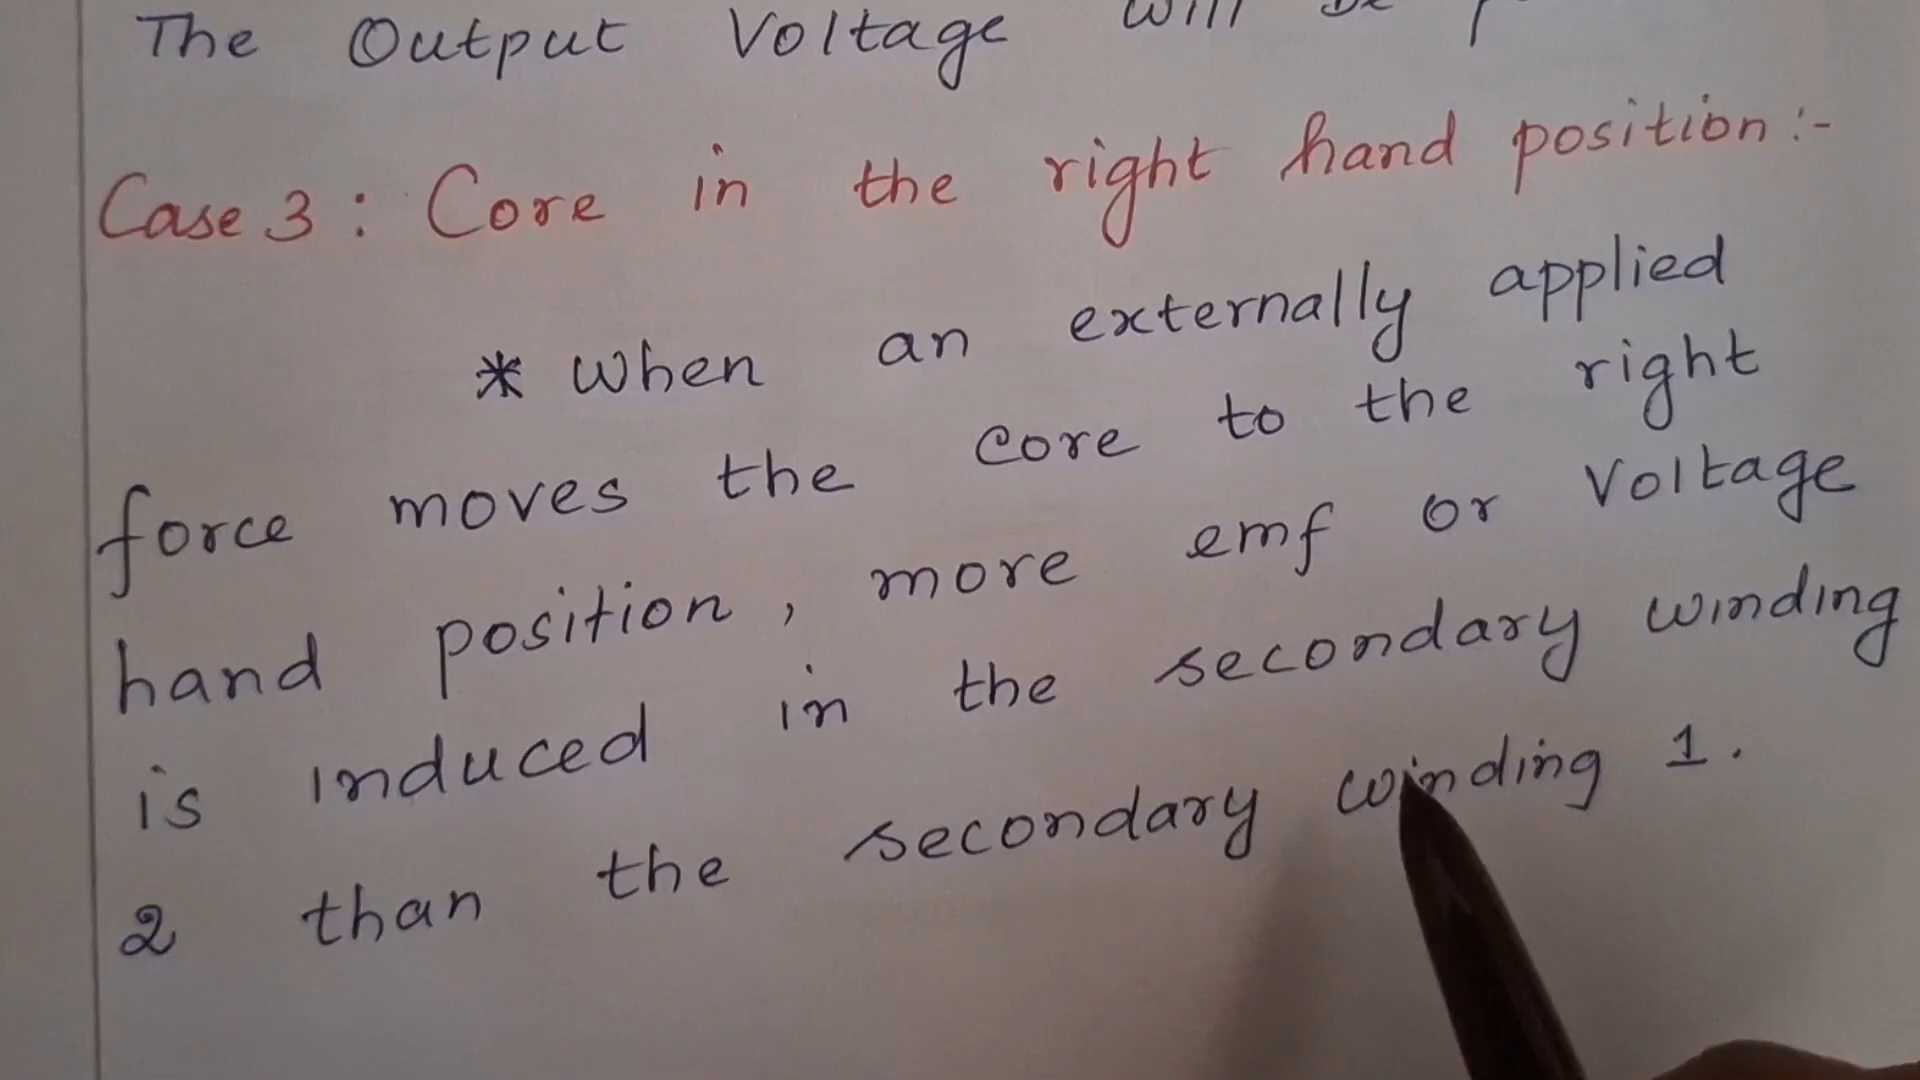 The Output Voltage will be
Case 3 : Core in the right hand position :-
* When an externally applied
force moves the core to the right
hand position , more emf or Voltage
is induced in the secondary winding
2 than the secondary winding 1.